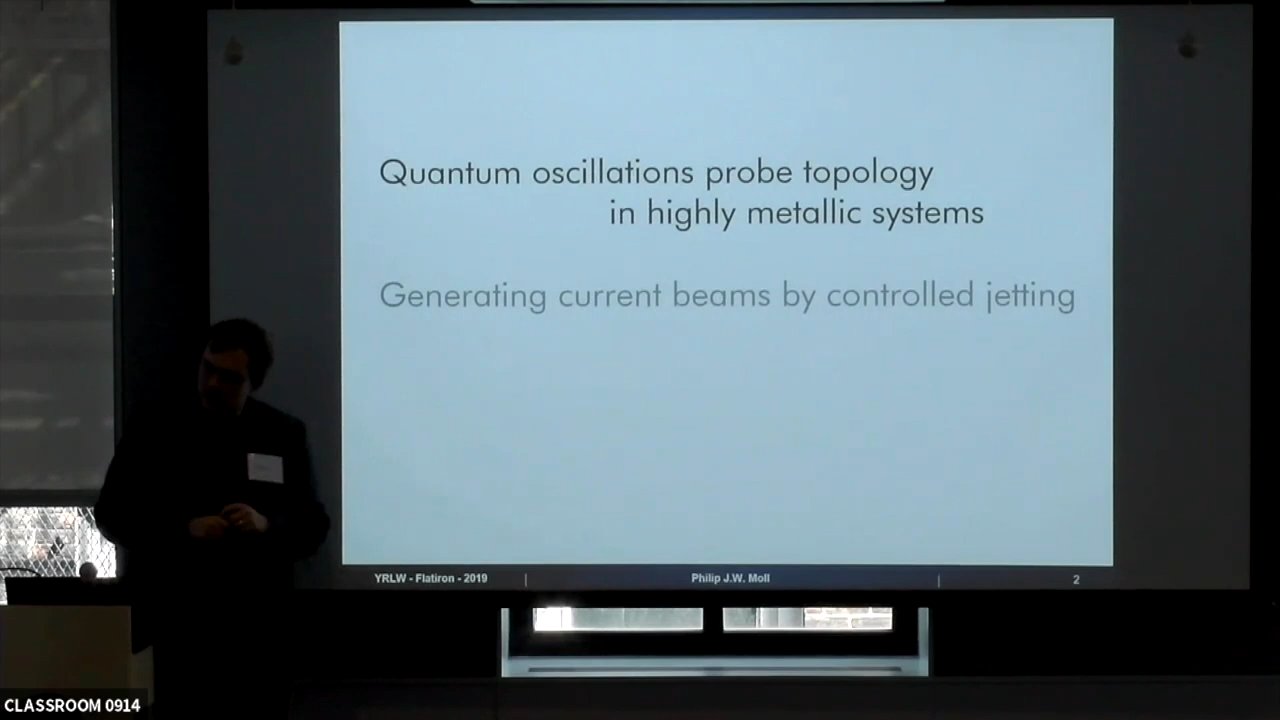 Quantum oscillations probe topology
in highly metallic systems
Generating current beams by controlled jetting
YRLW - Flatiron - 2019 | Philip J.W. Moll | 2
CLASSROOM 0914